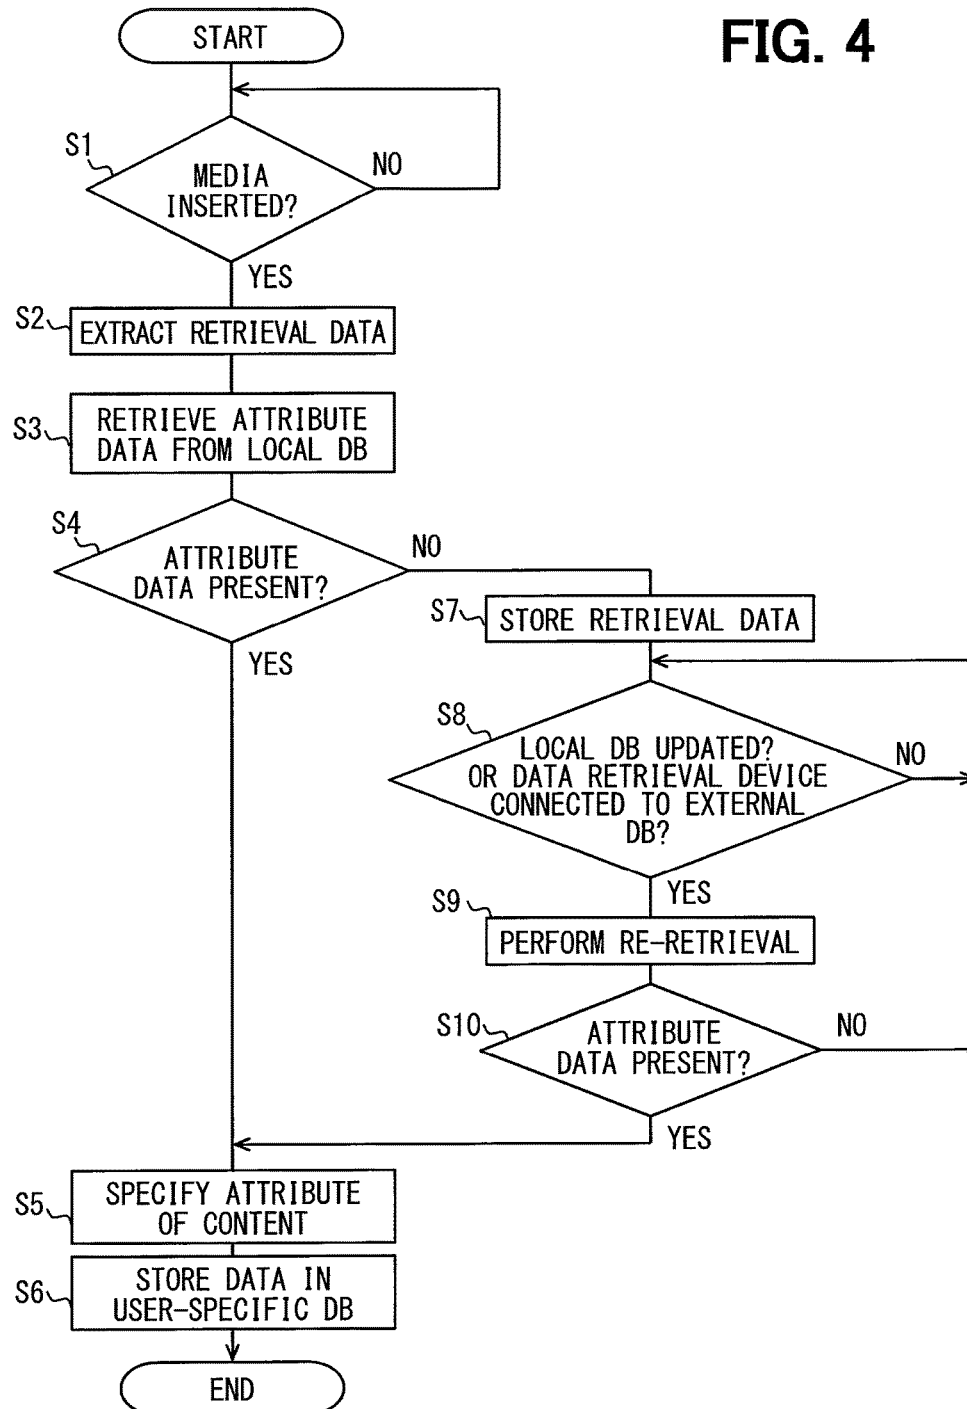 FIG. 4
START
S1
MEDIA
INSERTED?
NO
YES
S2
EXTRACT RETRIEVAL DATA
S3
RETRIEVE ATTRIBUTE
DATA FROM LOCAL DB
S4
ATTRIBUTE
DATA PRESENT?
NO
YES
S7
STORE RETRIEVAL DATA
S8
LOCAL DB UPDATED?
OR DATA RETRIEVAL DEVICE
CONNECTED TO EXTERNAL
DB?
NO
YES
S9
PERFORM RE-RETRIEVAL
S10
ATTRIBUTE
DATA PRESENT?
NO
YES
S5
SPECIFY ATTRIBUTE
OF CONTENT
S6
STORE DATA IN
USER-SPECIFIC DB
END